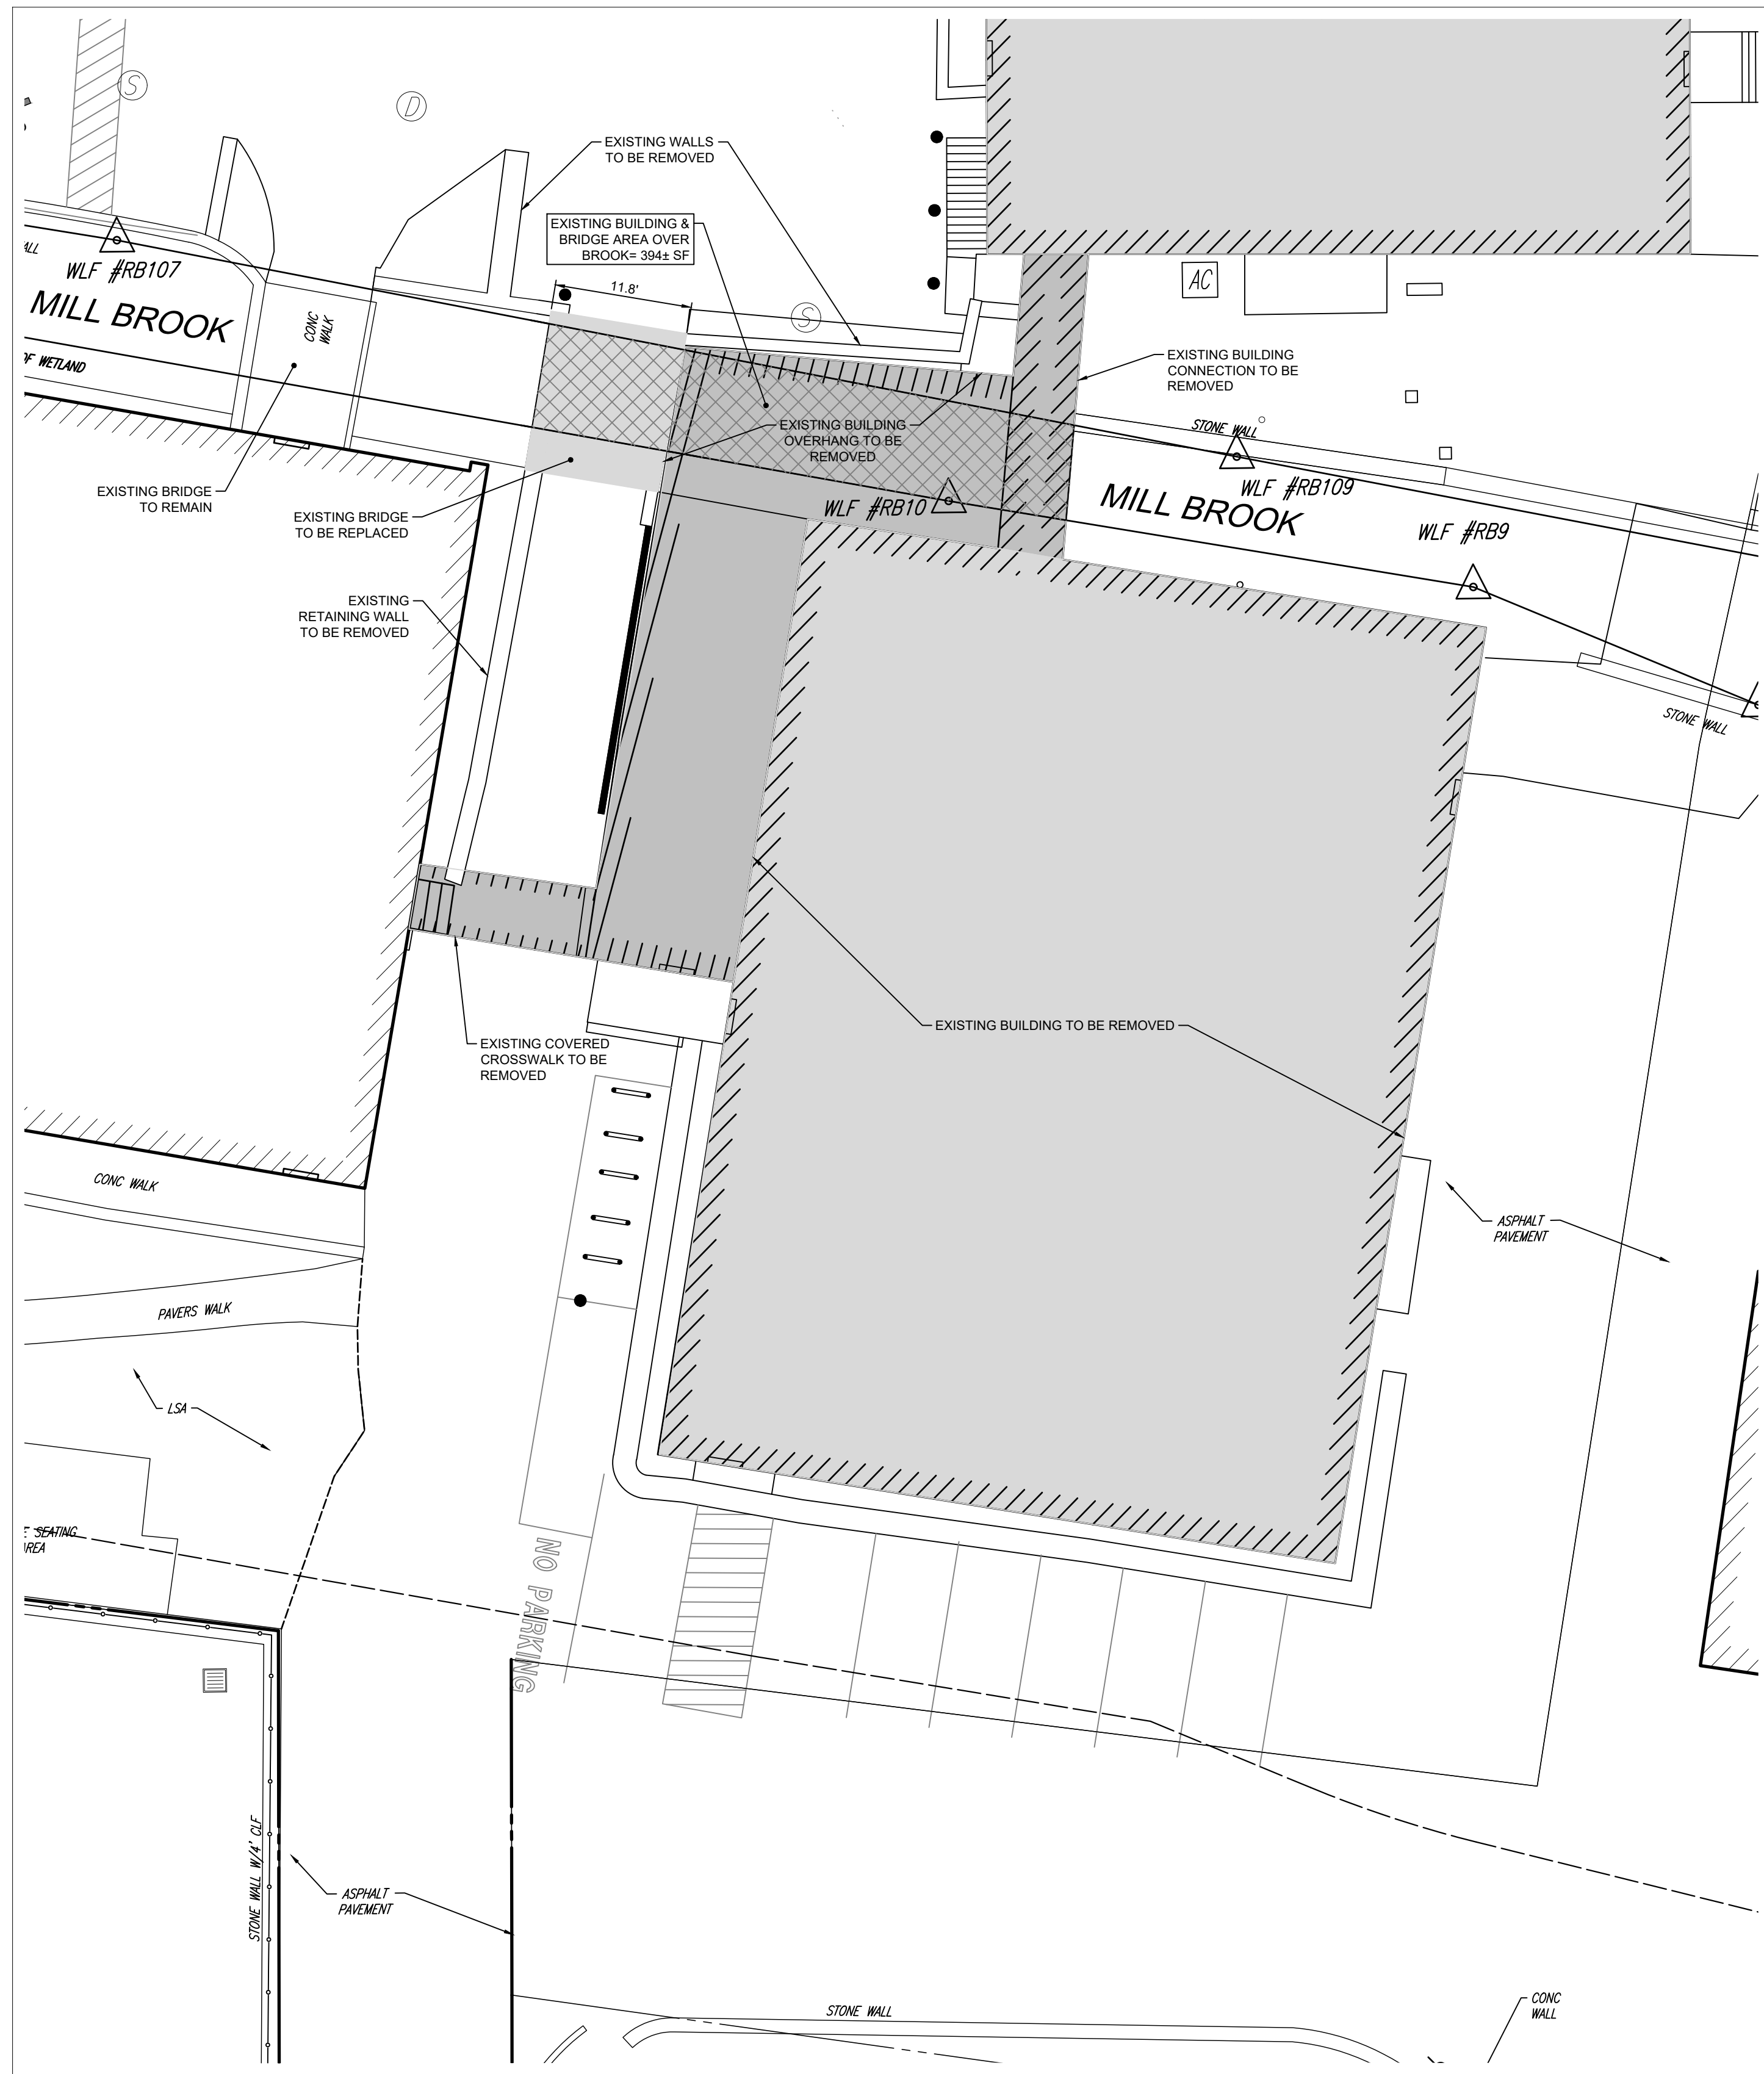 S
D
EXISTING WALLS
TO BE REMOVED
EXISTING BUILDING &
BRIDGE AREA OVER
BROOK= 394± SF
11.8'
S
AC
ALL
WLF #RB107
MILL BROOK
CONC
WALK
OF WETLAND
EXISTING BUILDING
CONNECTION TO BE
REMOVED
EXISTING BUILDING
OVERHANG TO BE
REMOVED
STONE WALL
WLF #RB109
MILL BROOK
WLF #RB10
WLF #RB9
EXISTING BRIDGE
TO REMAIN
EXISTING BRIDGE
TO BE REPLACED
EXISTING
RETAINING WALL
TO BE REMOVED
STONE WALL
EXISTING BUILDING TO BE REMOVED
EXISTING COVERED
CROSSWALK TO BE
REMOVED
CONC WALK
ASPHALT
PAVEMENT
PAVERS WALK
LSA
E SEATING
AREA
NO PARKING
STONE WALL W/4' CLF
ASPHALT
PAVEMENT
STONE WALL
CONC
WALL